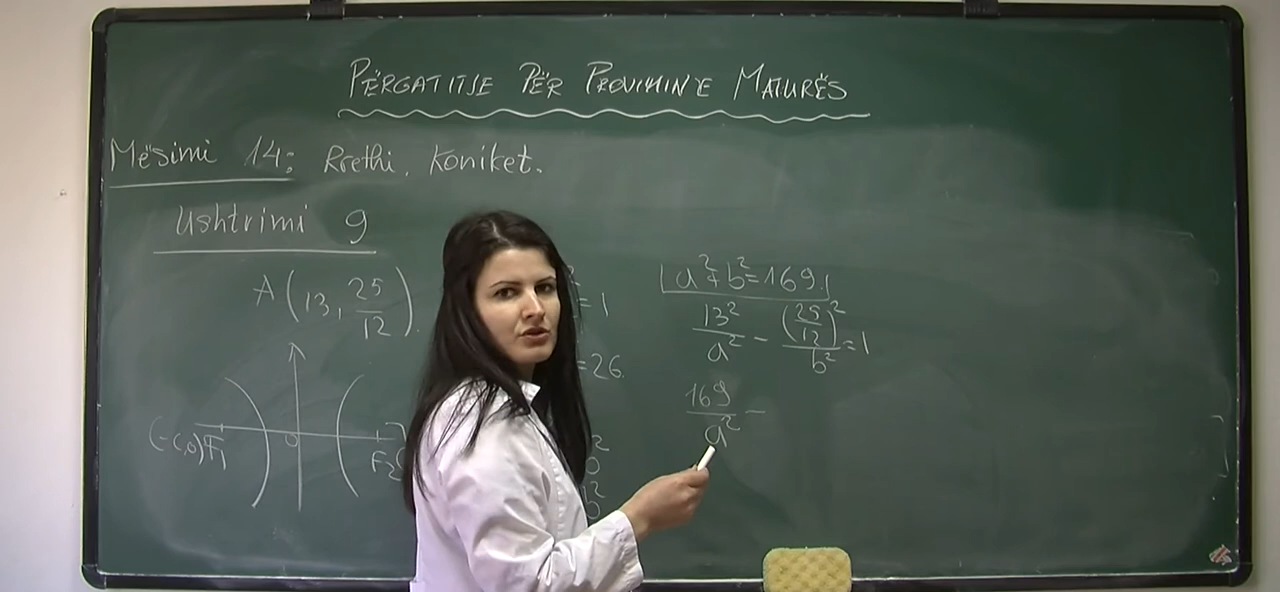 PËRGATITJE PËR PROVIMIN E MATURËS
Mësimi 14: Rrethi, Koniket.
Ushtrimi 9
A(13, 25/12).
= 1
= 26.
(-c,0)F₁ 0 F₂
a²+b²=169
13²/a² - (25/12)²/b² = 1
169/a² -